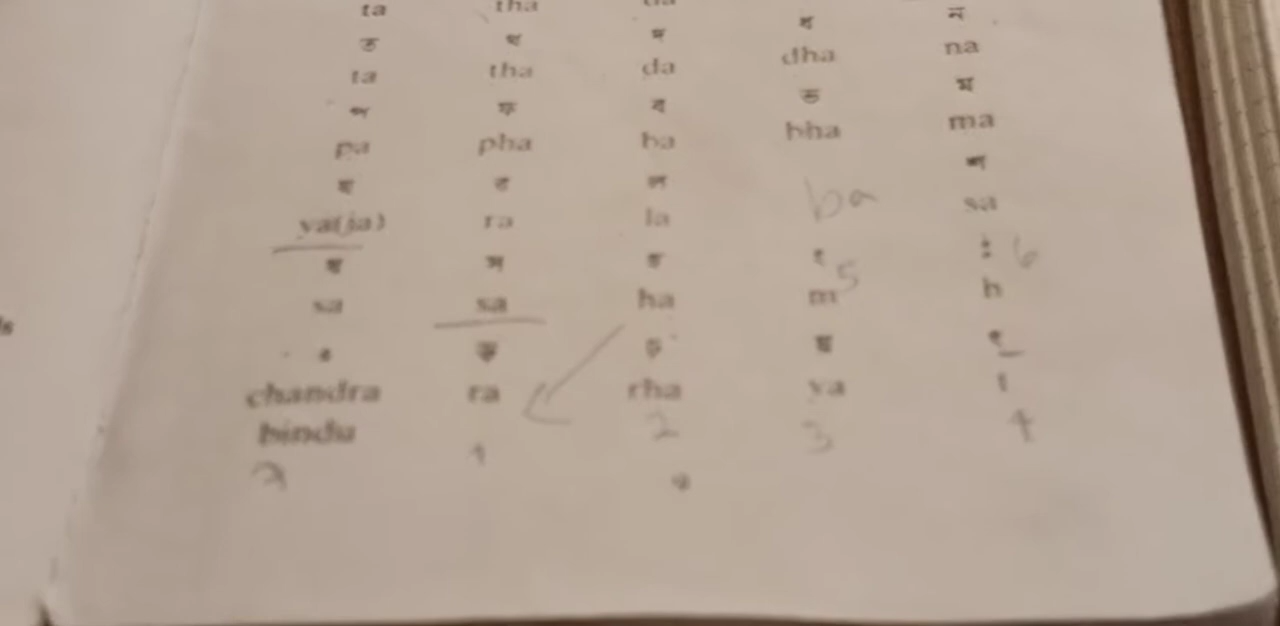 ta tha
ত থ দ ধ ন
ta tha da dha na
প ফ ব ভ ম
pa pha ba bha ma
য র ল শ
ya(ja) ra la ba sa
ষ স হ ং ঃ 6
sa sa ha m 5 h
ঁ ড় ঢ় য় ৎ
chandra ra rha ya t
bindu 1 2 3 4
7